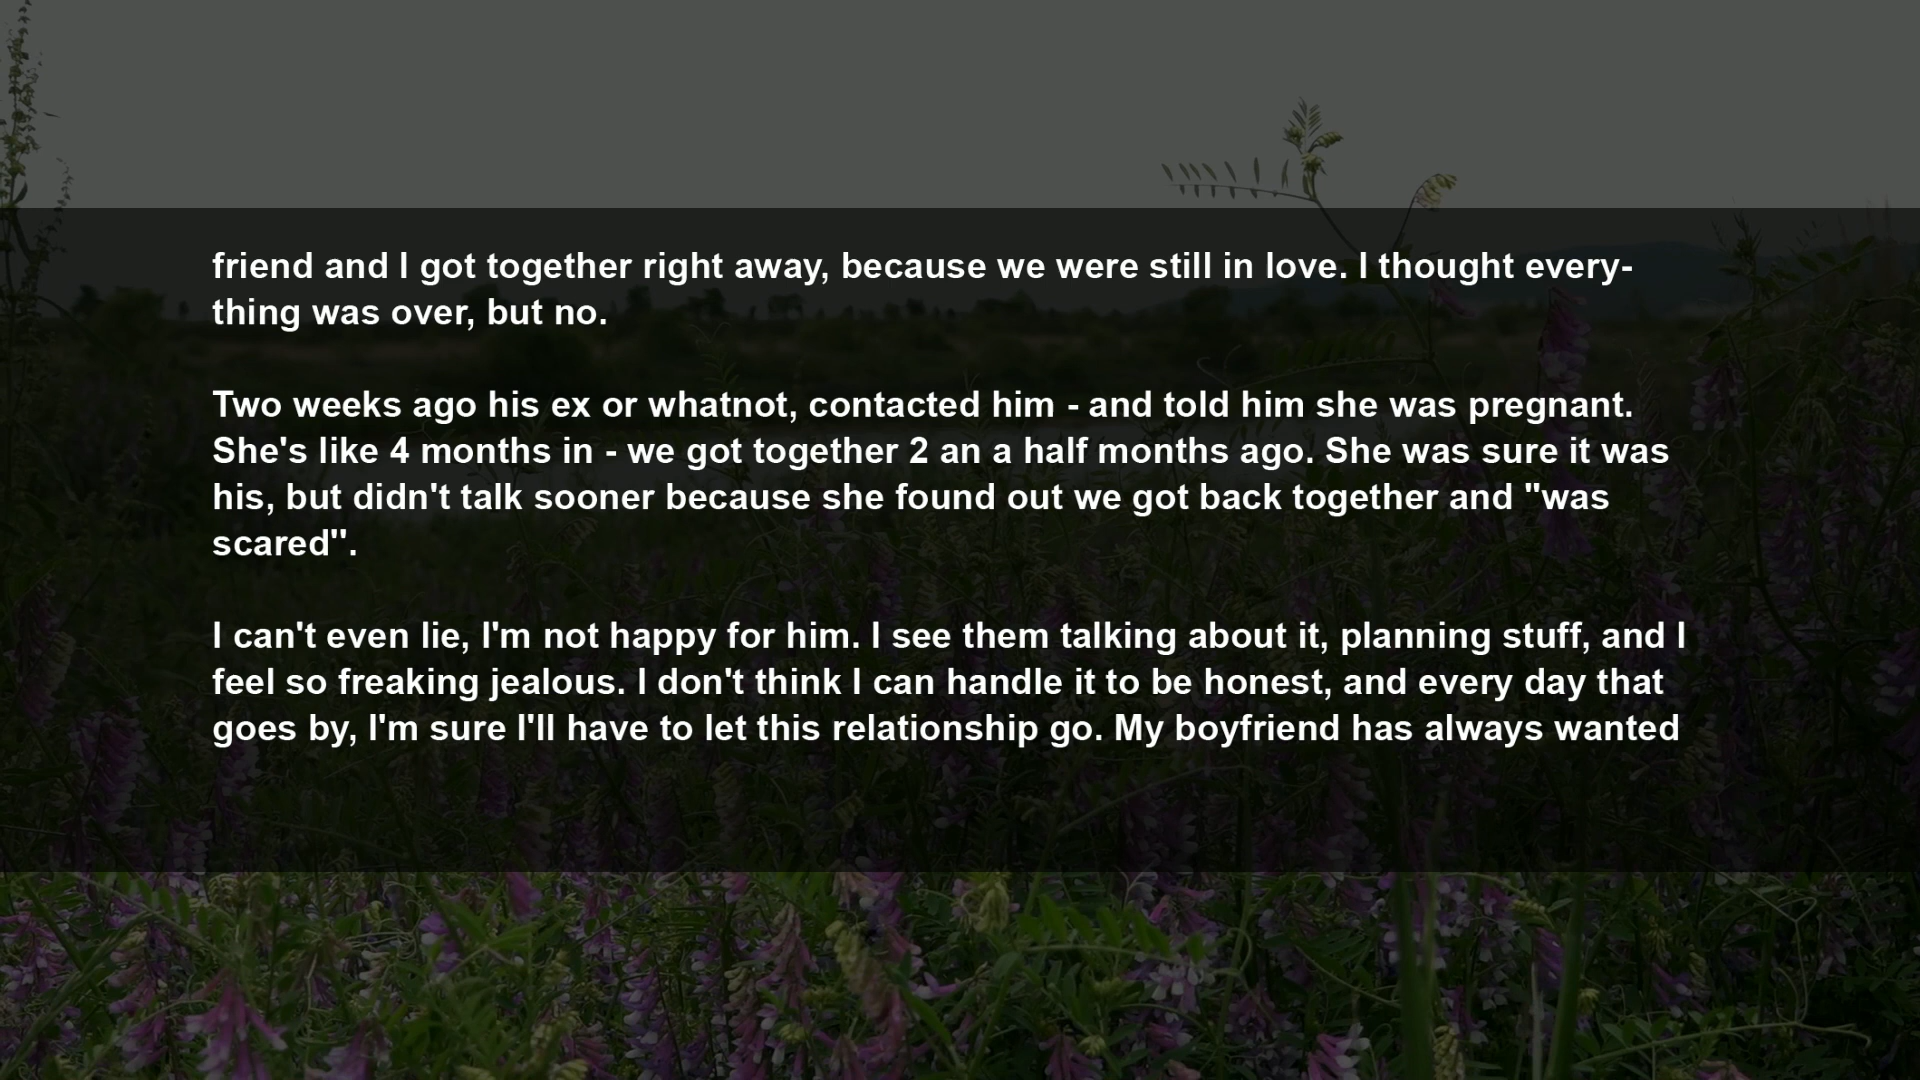 friend and I got together right away, because we were still in love. I thought every-
thing was over, but no.
Two weeks ago his ex or whatnot, contacted him - and told him she was pregnant.
She's like 4 months in - we got together 2 an a half months ago. She was sure it was
his, but didn't talk sooner because she found out we got back together and "was
scared".
I can't even lie, I'm not happy for him. I see them talking about it, planning stuff, and I
feel so freaking jealous. I don't think I can handle it to be honest, and every day that
goes by, I'm sure I'll have to let this relationship go. My boyfriend has always wanted